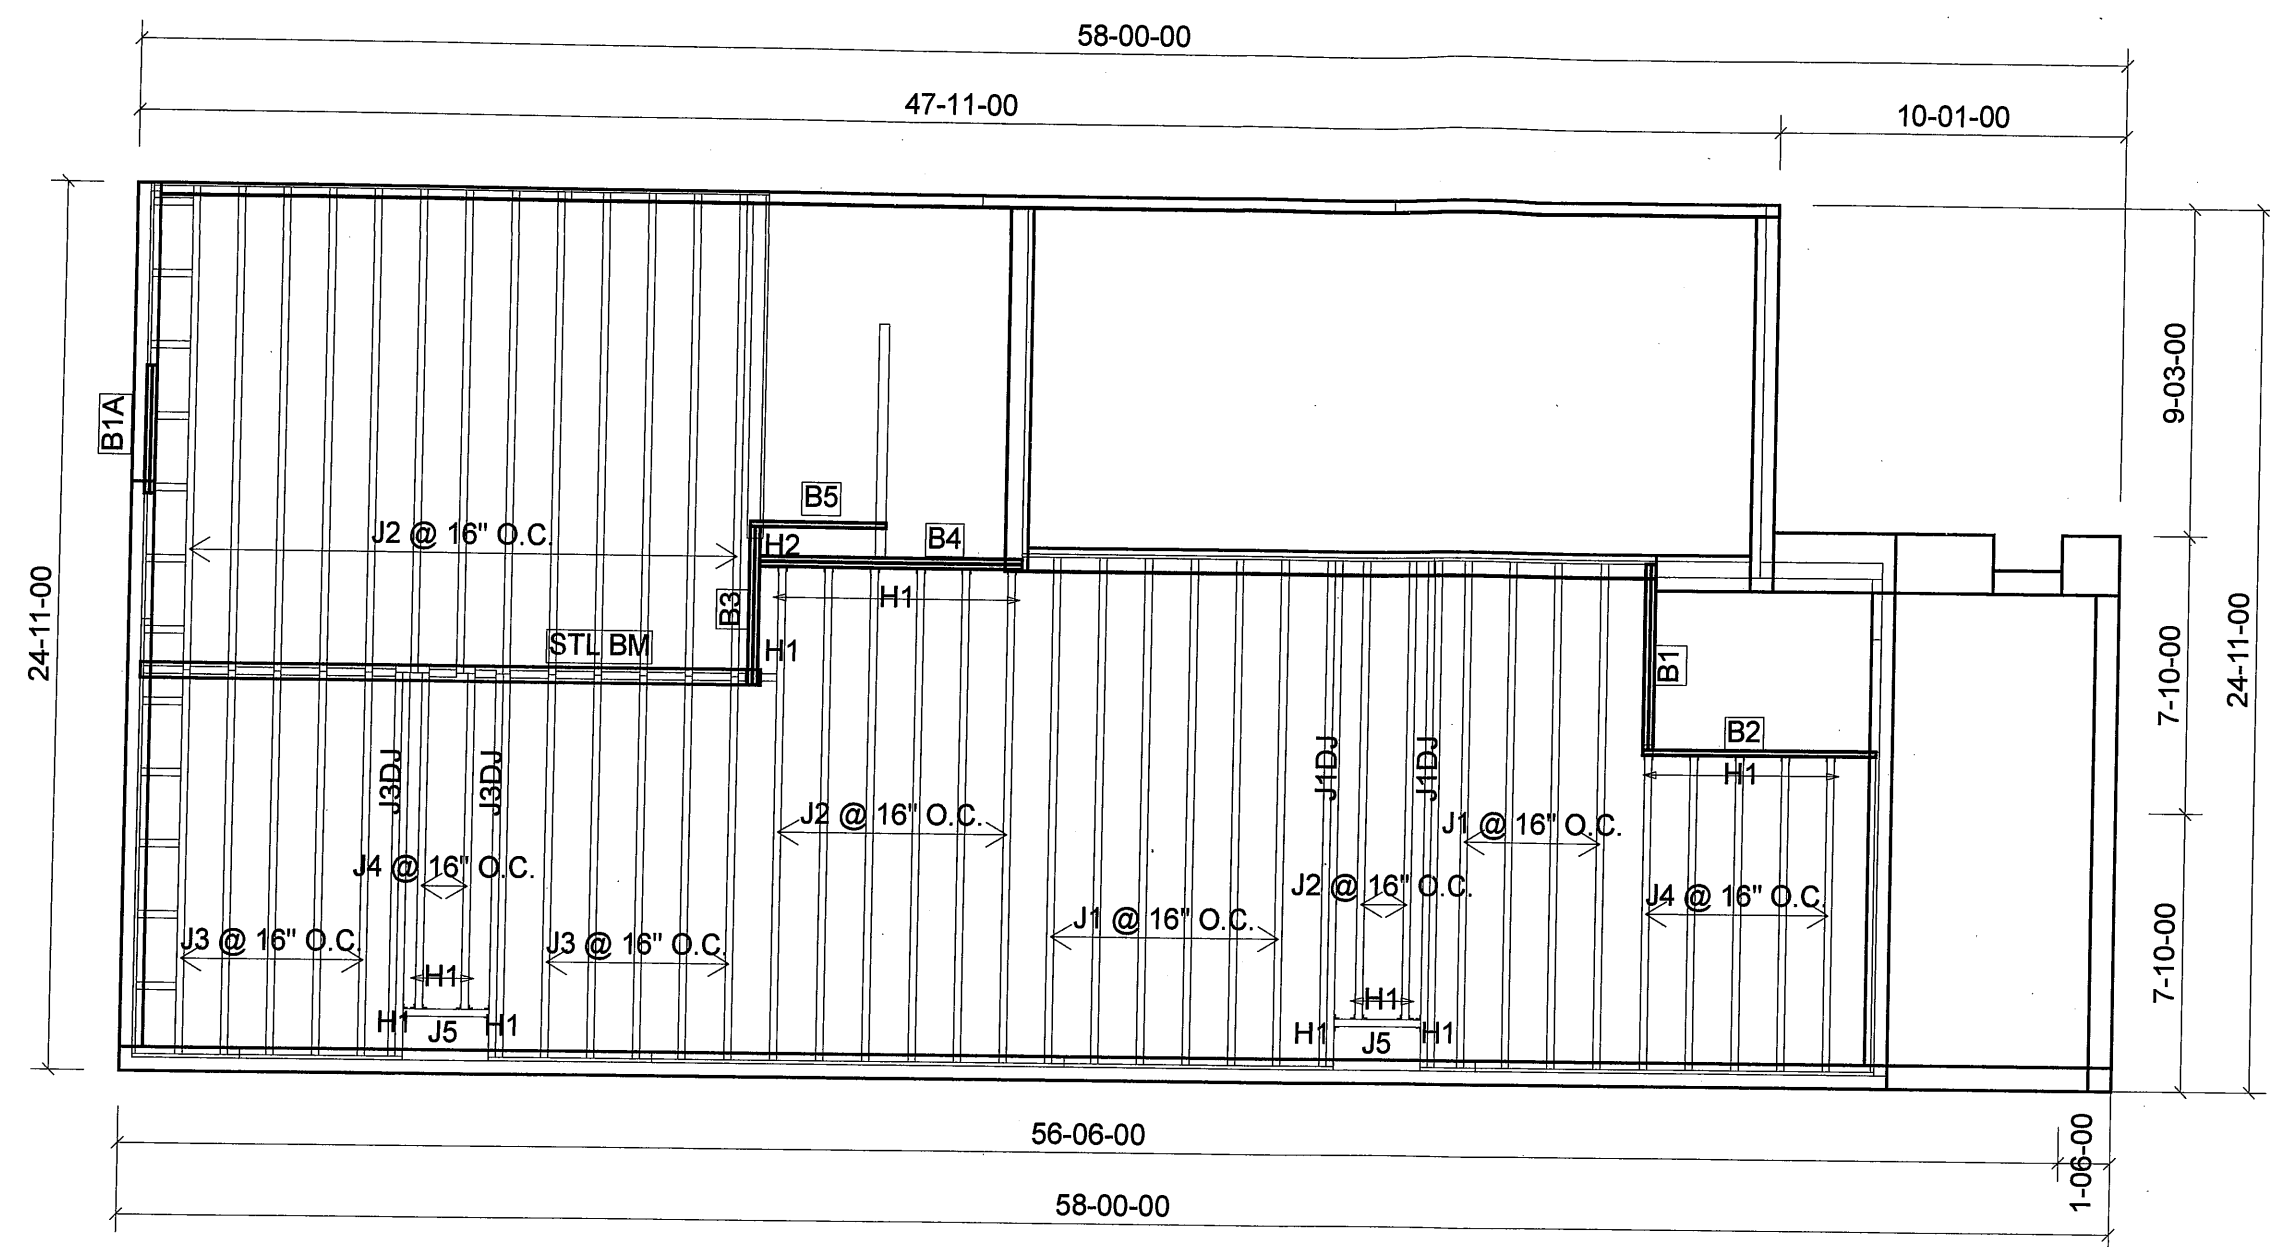 58-00-00
47-11-00
10-01-00
24-11-00
9-03-00
7-10-00
24-11-00
7-10-00
B1A
B5
J2 @ 16" O.C.
H2
B4
B3
H1
STL BM
H1
B1
B2
H1
J3DJ
J3DJ
J1DJ
J1DJ
J2 @ 16" O.C.
J1 @ 16" O.C.
J4 @ 16" O.C.
J2 @ 16" O.C.
J4 @ 16" O.C.
J3 @ 16" O.C.
J3 @ 16" O.C.
J1 @ 16" O.C.
H1
H1
H1
J5
H1
H1
J5
H1
56-06-00
1-06-00
58-00-00